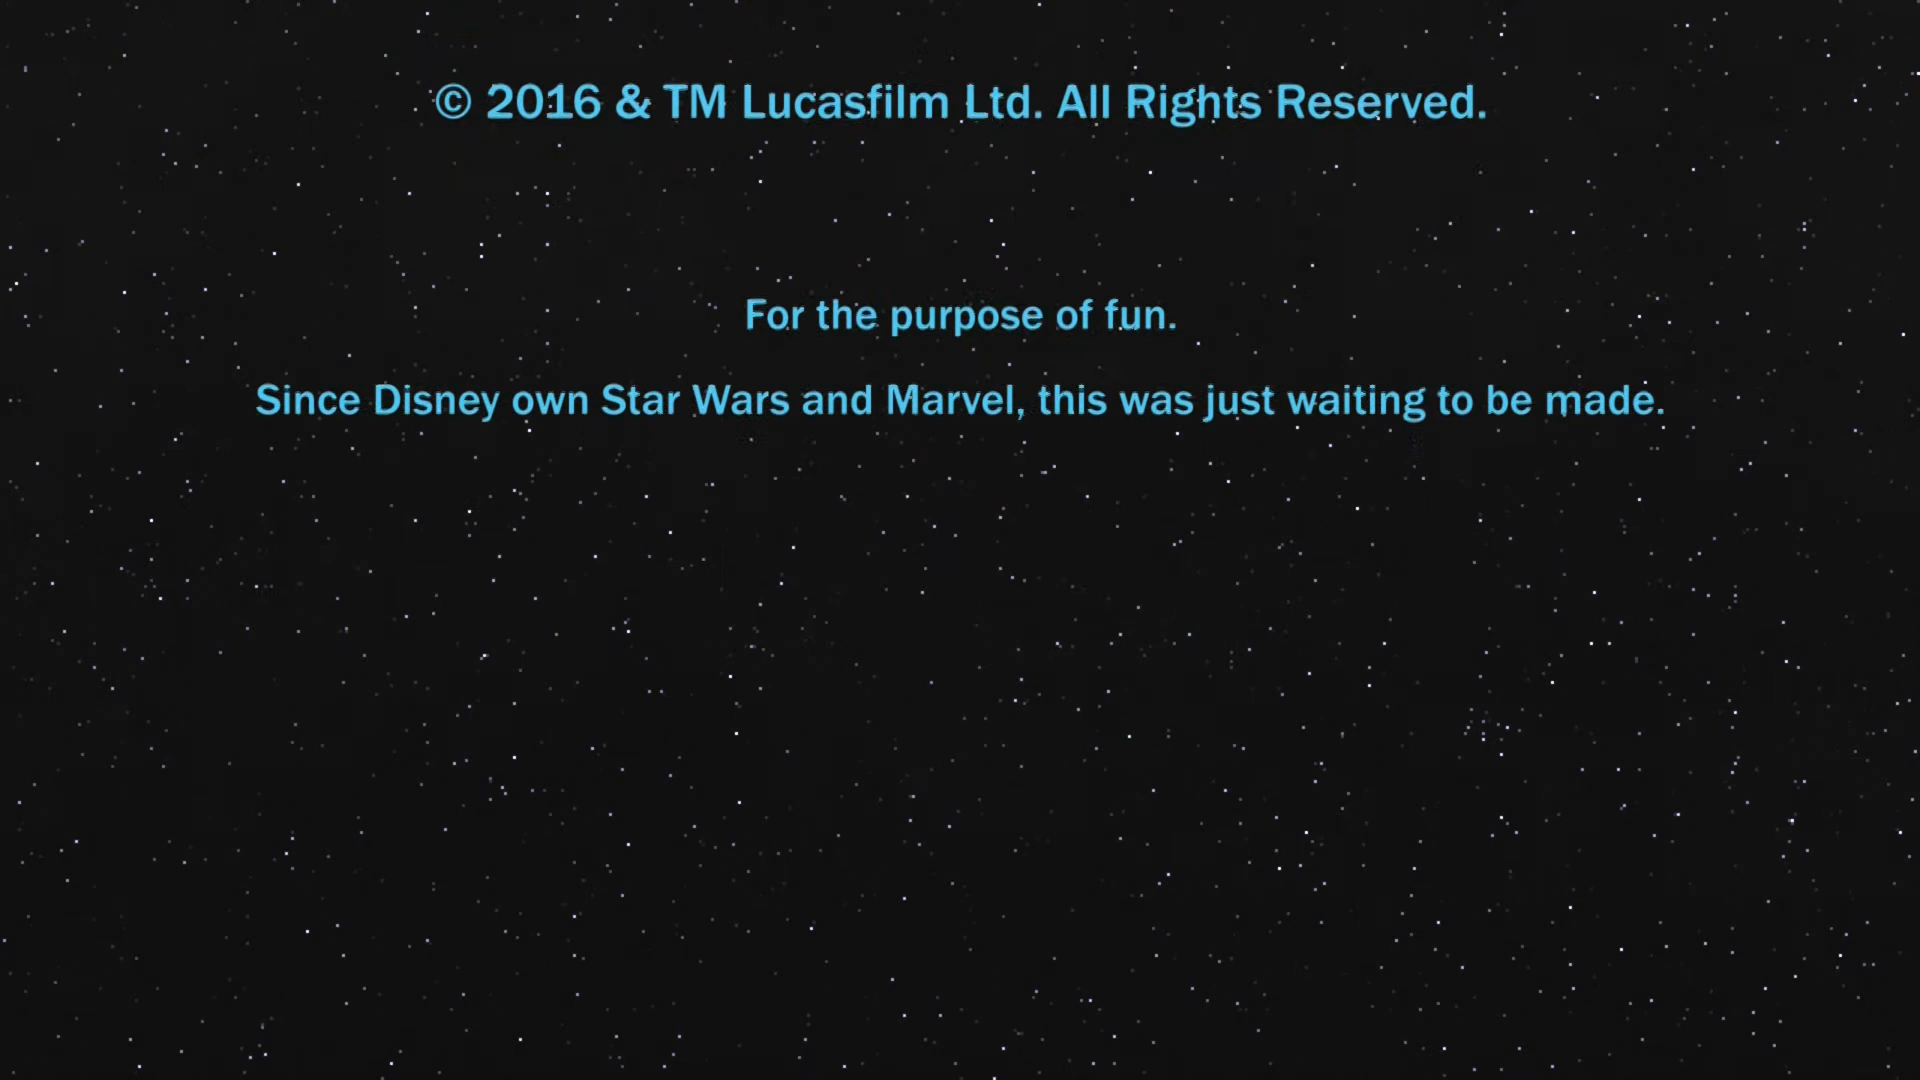 © 2016 & TM Lucasfilm Ltd. All Rights Reserved.
For the purpose of fun.
Since Disney own Star Wars and Marvel, this was just waiting to be made.